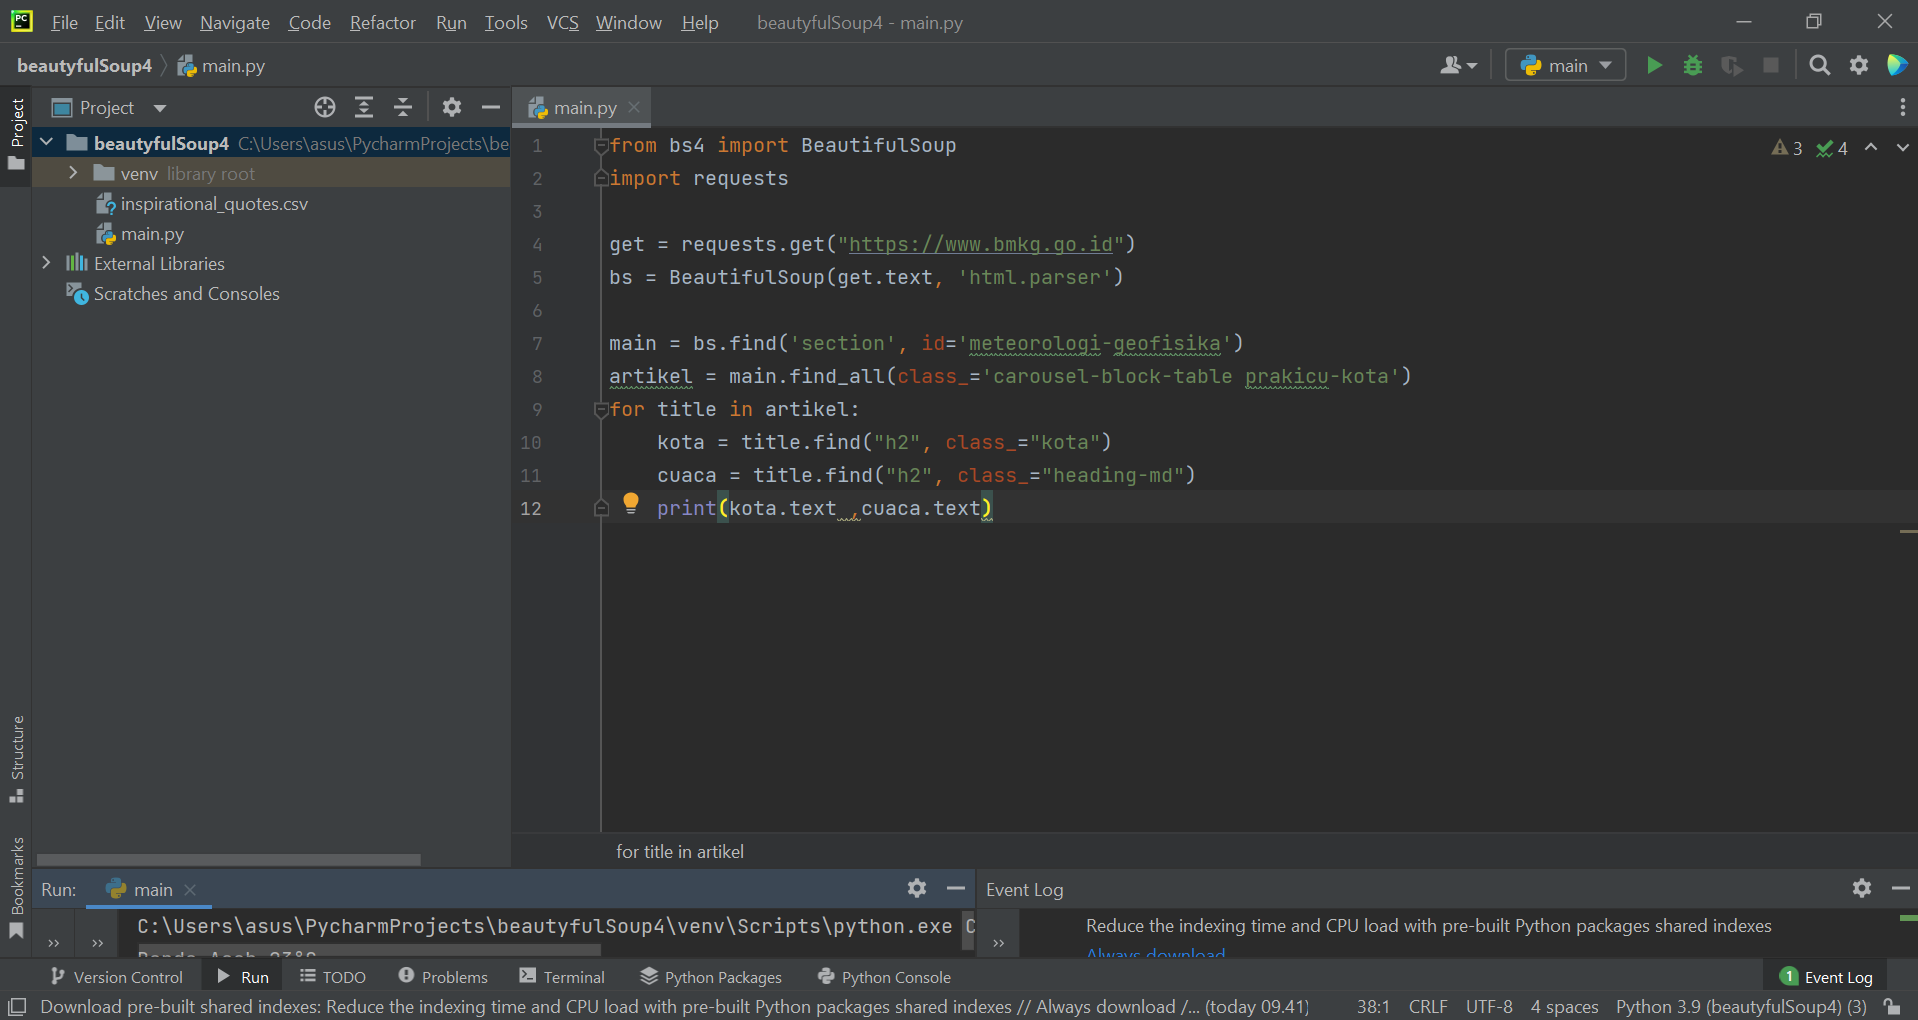 File Edit View Navigate Code Refactor Run Tools VCS Window Help beautyfulSoup4 - main.py
beautyfulSoup4 main.py main
Project
Project main.py
beautyfulSoup4 C:\Users\asus\PycharmProjects\be
venv library root
inspirational_quotes.csv
main.py
External Libraries
Scratches and Consoles
3 4
1 from bs4 import BeautifulSoup
2 import requests
3
4 get = requests.get("https://www.bmkg.go.id")
5 bs = BeautifulSoup(get.text, 'html.parser')
6
7 main = bs.find('section', id='meteorologi-geofisika')
8 artikel = main.find_all(class_='carousel-block-table prakicu-kota')
9 for title in artikel:
10 kota = title.find("h2", class_="kota")
11 cuaca = title.find("h2", class_="heading-md")
12 print(kota.text ,cuaca.text)
for title in artikel
Structure
Bookmarks
Run: main
C:\Users\asus\PycharmProjects\beautyfulSoup4\venv\Scripts\python.exe C
Event Log
Reduce the indexing time and CPU load with pre-built Python packages shared indexes
Always download
Version Control Run TODO Problems Terminal Python Packages Python Console 1 Event Log
Download pre-built shared indexes: Reduce the indexing time and CPU load with pre-built Python packages shared indexes // Always download /... (today 09.41) 38:1 CRLF UTF-8 4 spaces Python 3.9 (beautyfulSoup4) (3)